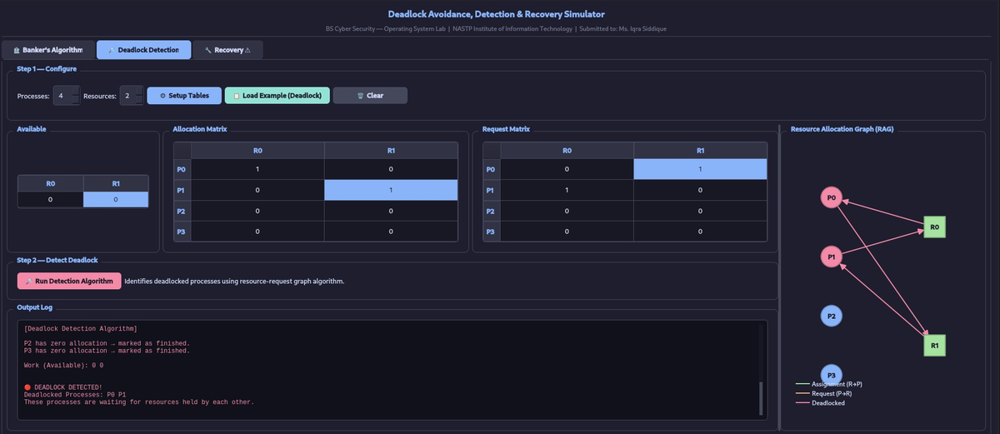 Deadlock Avoidance, Detection & Recovery Simulator
BS Cyber Security — Operating System Lab | NASTP Institute of Information Technology | Submitted to: Ms. Iqra Siddique
Banker's Algorithm Deadlock Detection Recovery ⚠
Step 1 — Configure
Processes: 4 Resources: 2 Setup Tables Load Example (Deadlock) Clear
Available
R0 R1
0 0
Allocation Matrix
R0 R1
P0 1 0
P1 0 1
P2 0 0
P3 0 0
Request Matrix
R0 R1
P0 0 1
P1 1 0
P2 0 0
P3 0 0
Step 2 — Detect Deadlock
Run Detection Algorithm Identifies deadlocked processes using resource-request graph algorithm.
Output Log
[Deadlock Detection Algorithm]
P2 has zero allocation → marked as finished.
P3 has zero allocation → marked as finished.
Work (Available): 0 0
🔴 DEADLOCK DETECTED!
Deadlocked Processes: P0 P1
These processes are waiting for resources held by each other.
Resource Allocation Graph (RAG)
P0
R0
P1
P2
R1
P3
Assignment (R→P)
Request (P→R)
Deadlocked